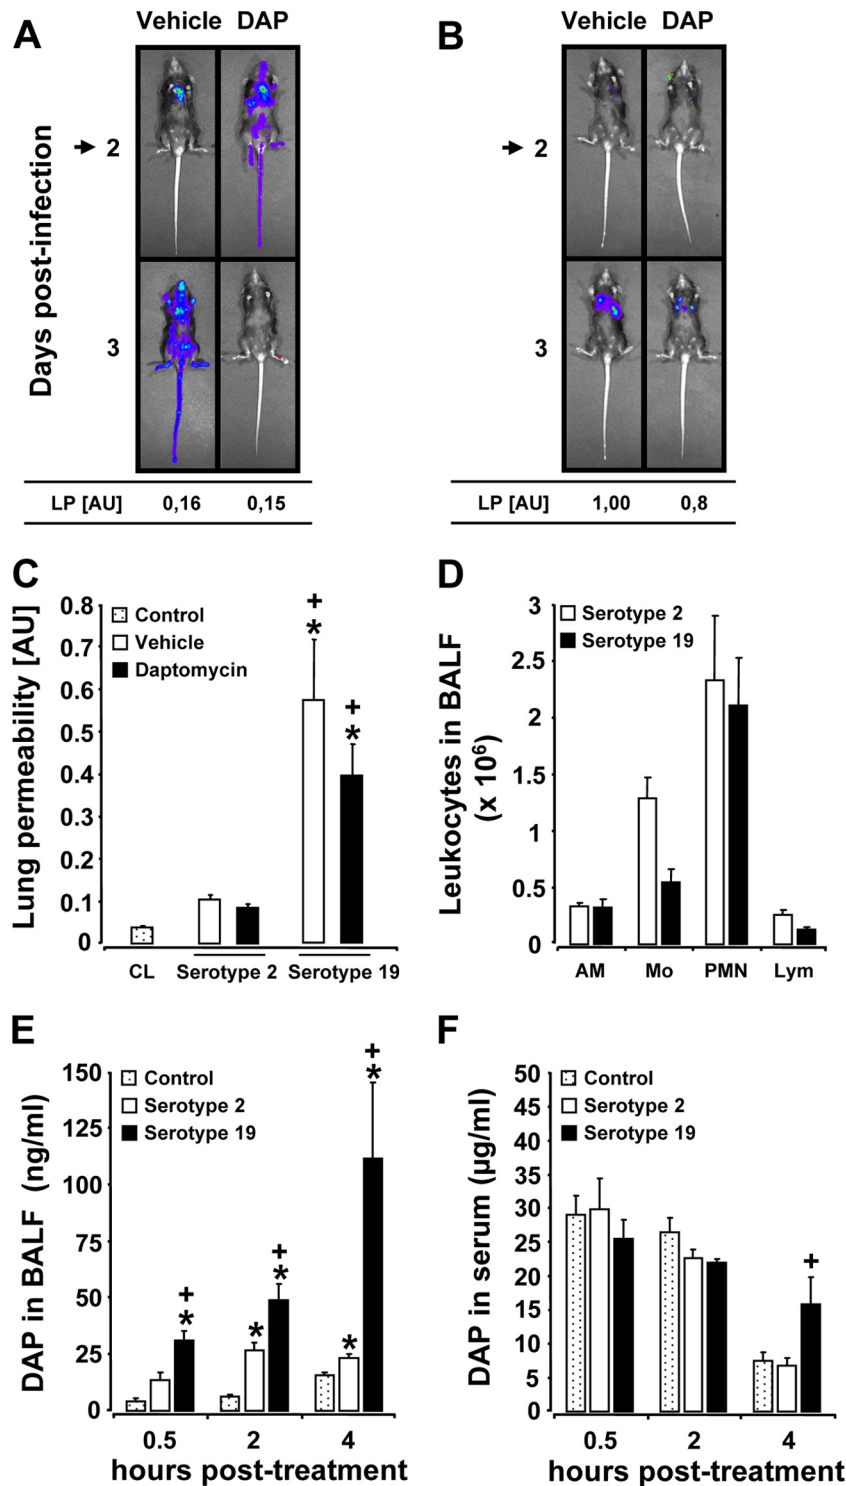 A
Vehicle DAP
Days post-infection
2
3
LP [AU] 0,16 0,15
B
Vehicle DAP
2
3
LP [AU] 1,00 0,8
C
Lung permeability [AU]
0.8
0.7
0.6
0.5
0.4
0.3
0.2
0.1
0
Control
Vehicle
Daptomycin
+
*
+
*
CL Serotype 2 Serotype 19
D
Leukocytes in BALF
(x 10⁶)
3
2.5
2
1.5
1
0.5
0
Serotype 2
Serotype 19
AM Mo PMN Lym
E
DAP in BALF (ng/ml)
150
125
100
75
50
25
0
Control
Serotype 2
Serotype 19
+
*
*
+
*
*
+
*
0.5 2 4
hours post-treatment
F
DAP in serum (µg/ml)
50
45
40
35
30
25
20
15
10
5
0
Control
Serotype 2
Serotype 19
+
0.5 2 4
hours post-treatment